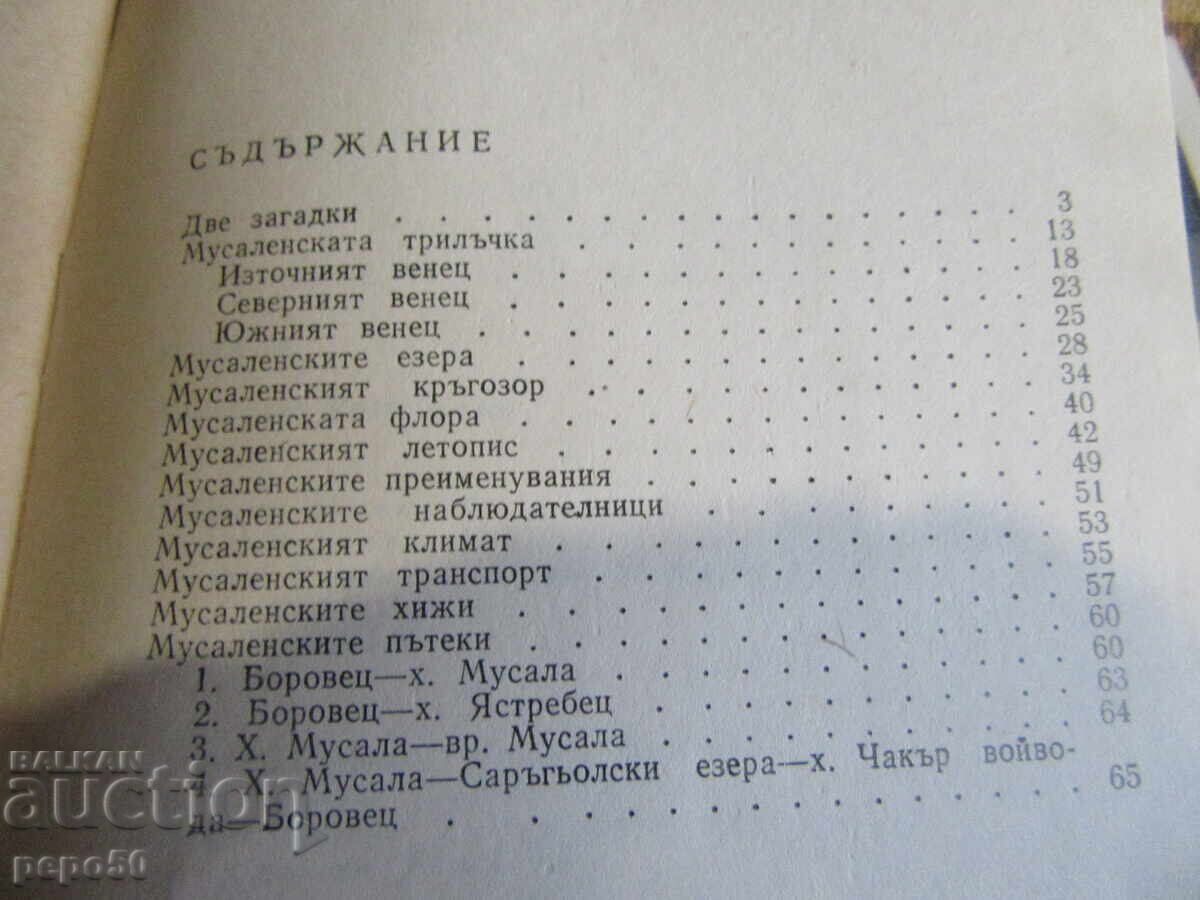 СЪДЪРЖАНИЕ
Две загадки . . . . . . . . . . . . . . . . 3
Мусаленската трилъчка . . . . . . . . . . . 13
Източният венец . . . . . . . . . . . . . 18
Северният венец . . . . . . . . . . . . . 23
Южният венец . . . . . . . . . . . . . . 25
Мусаленските езера . . . . . . . . . . . . 28
Мусаленският кръгозор . . . . . . . . . . . 34
Мусаленската флора . . . . . . . . . . . . 40
Мусаленският летопис . . . . . . . . . . . 42
Мусаленските преименувания . . . . . . . . . 49
Мусаленските наблюдателници . . . . . . . . 51
Мусаленският климат . . . . . . . . . . . . 53
Мусаленският транспорт . . . . . . . . . . . 55
Мусаленските хижи . . . . . . . . . . . . . 57
Мусаленските пътеки . . . . . . . . . . . . 60
1. Боровец—х. Мусала . . . . . . . . . . 60
2. Боровец—х. Ястребец . . . . . . . . . 63
3. Х. Мусала—вр. Мусала . . . . . . . . . 64
4. Х. Мусала—Саръгьолски езера—х. Чакър войво-
да—Боровец . . . . . . . . . . . . . 65
BALKAN
auction
pepo50